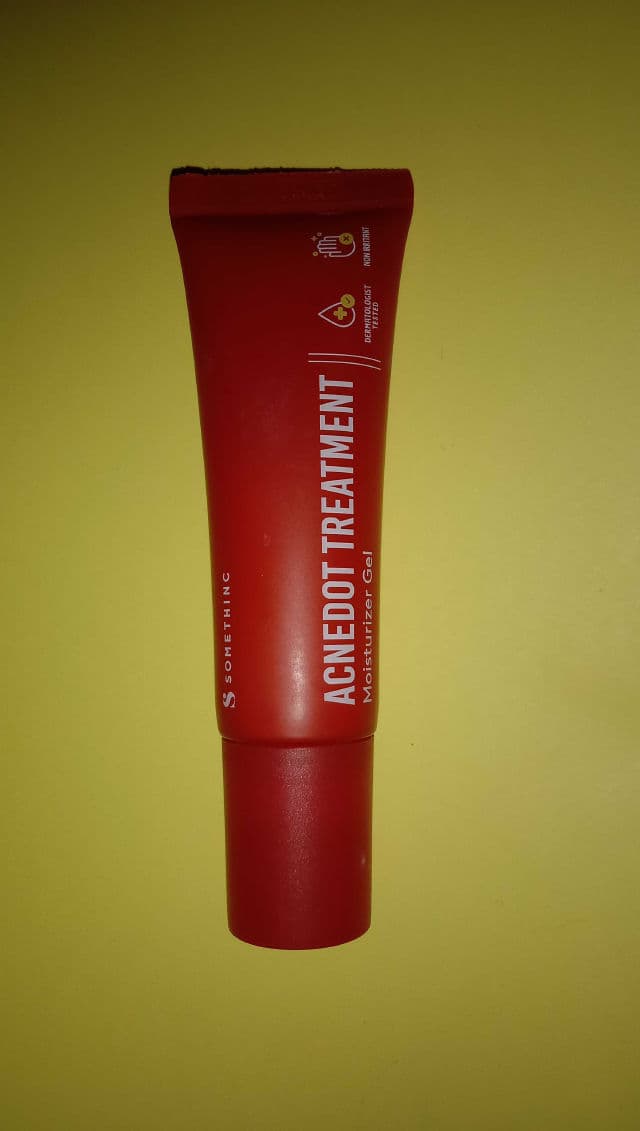 S SOMETHINC
ACNEDOT TREATMENT
Moisturizer Gel
DERMATOLOGIST
TESTED
NON IRRITANT